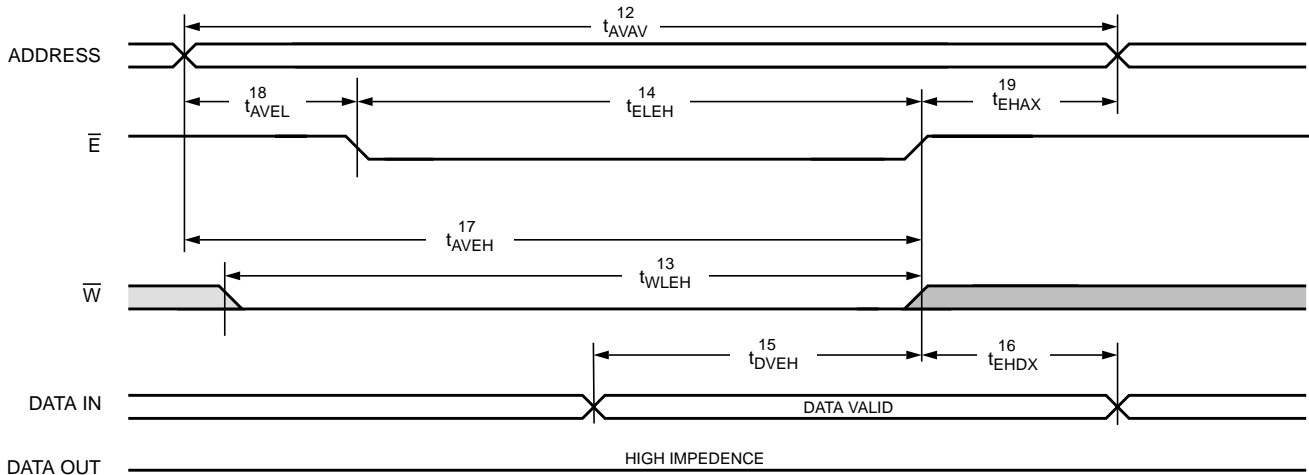 12
tAVAV
ADDRESS
18
tAVEL
14
tELEH
19
tEHAX
E̅
17
tAVEH
13
tWLEH
W̅
15
tDVEH
16
tEHDX
DATA IN
DATA VALID
DATA OUT
HIGH IMPEDENCE